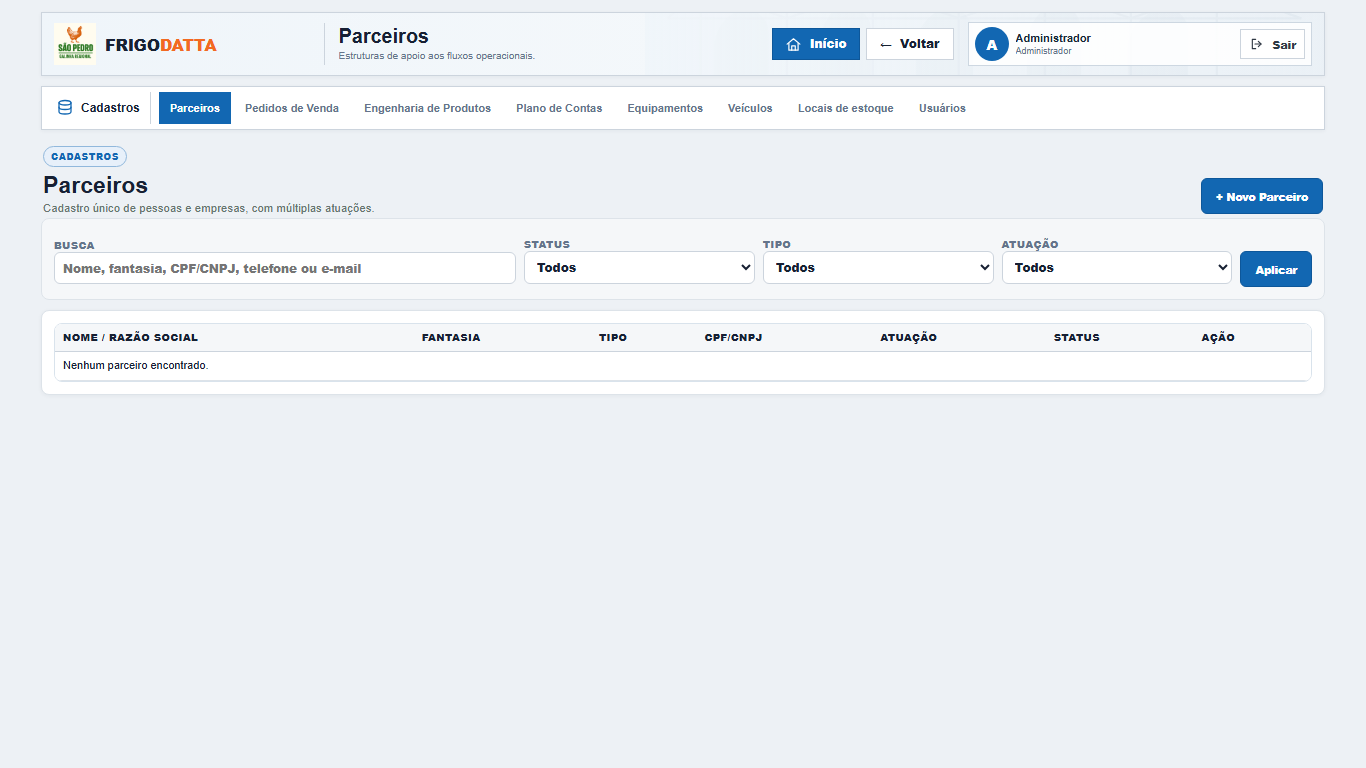 SÃO PEDRO
FRIGODATTA
Parceiros
Estruturas de apoio aos fluxos operacionais.
Início
← Voltar
A
Administrador
Administrador
Sair
Cadastros
Parceiros
Pedidos de Venda
Engenharia de Produtos
Plano de Contas
Equipamentos
Veículos
Locais de estoque
Usuários
CADASTROS
Parceiros
Cadastro único de pessoas e empresas, com múltiplas atuações.
+ Novo Parceiro
BUSCA
Nome, fantasia, CPF/CNPJ, telefone ou e-mail
STATUS
Todos
TIPO
Todos
ATUAÇÃO
Todos
Aplicar
NOME / RAZÃO SOCIAL FANTASIA TIPO CPF/CNPJ ATUAÇÃO STATUS AÇÃO
Nenhum parceiro encontrado.